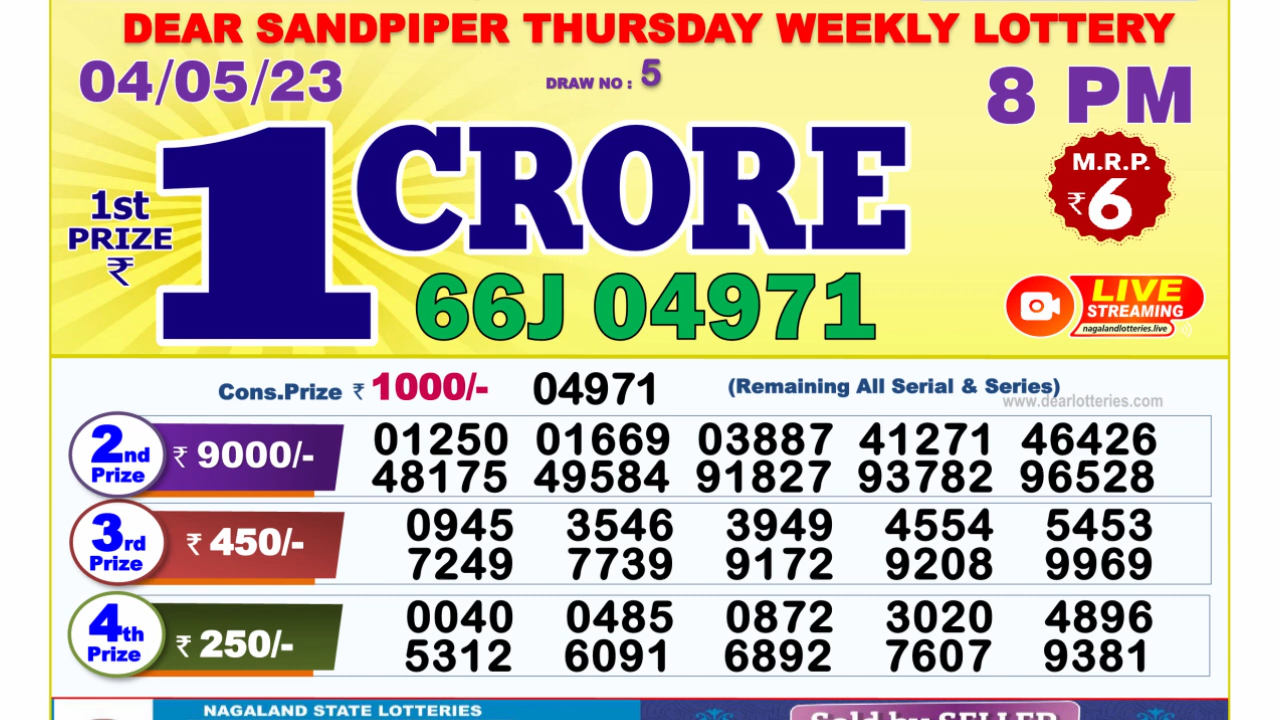 DEAR SANDPIPER THURSDAY WEEKLY LOTTERY
04/05/23
DRAW NO : 5
8 PM
1st
PRIZE
₹
1 CRORE
M.R.P.
₹6
66J 04971
LIVE
STREAMING
nagalandlotteries.live
Cons.Prize ₹ 1000/- 04971 (Remaining All Serial & Series)
www.dearlotteries.com
2nd
Prize
₹ 9000/-
01250 01669 03887 41271 46426
48175 49584 91827 93782 96528
3rd
Prize
₹ 450/-
0945 3546 3949 4554 5453
7249 7739 9172 9208 9969
4th
Prize
₹ 250/-
0040 0485 0872 3020 4896
5312 6091 6892 7607 9381
NAGALAND STATE LOTTERIES
Sold by SELLER